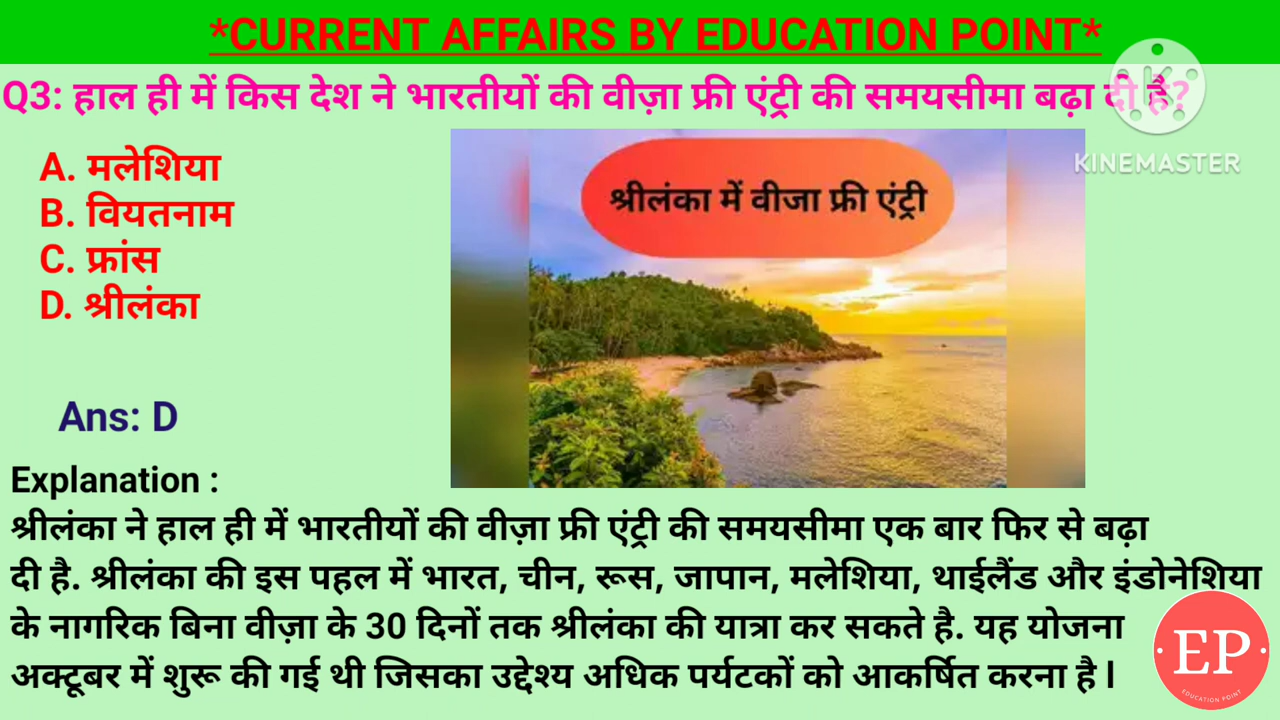 *CURRENT AFFAIRS BY EDUCATION POINT*
Q3: हाल ही में किस देश ने भारतीयों की वीज़ा फ्री एंट्री की समयसीमा बढ़ा दी है?
KINEMASTER
A. मलेशिया
B. वियतनाम
C. फ्रांस
D. श्रीलंका
श्रीलंका में वीजा फ्री एंट्री
Ans: D
Explanation :
श्रीलंका ने हाल ही में भारतीयों की वीज़ा फ्री एंट्री की समयसीमा एक बार फिर से बढ़ा
दी है. श्रीलंका की इस पहल में भारत, चीन, रूस, जापान, मलेशिया, थाईलैंड और इंडोनेशिया
के नागरिक बिना वीज़ा के 30 दिनों तक श्रीलंका की यात्रा कर सकते है. यह योजना
अक्टूबर में शुरू की गई थी जिसका उद्देश्य अधिक पर्यटकों को आकर्षित करना है l
EP
EDUCATION POINT